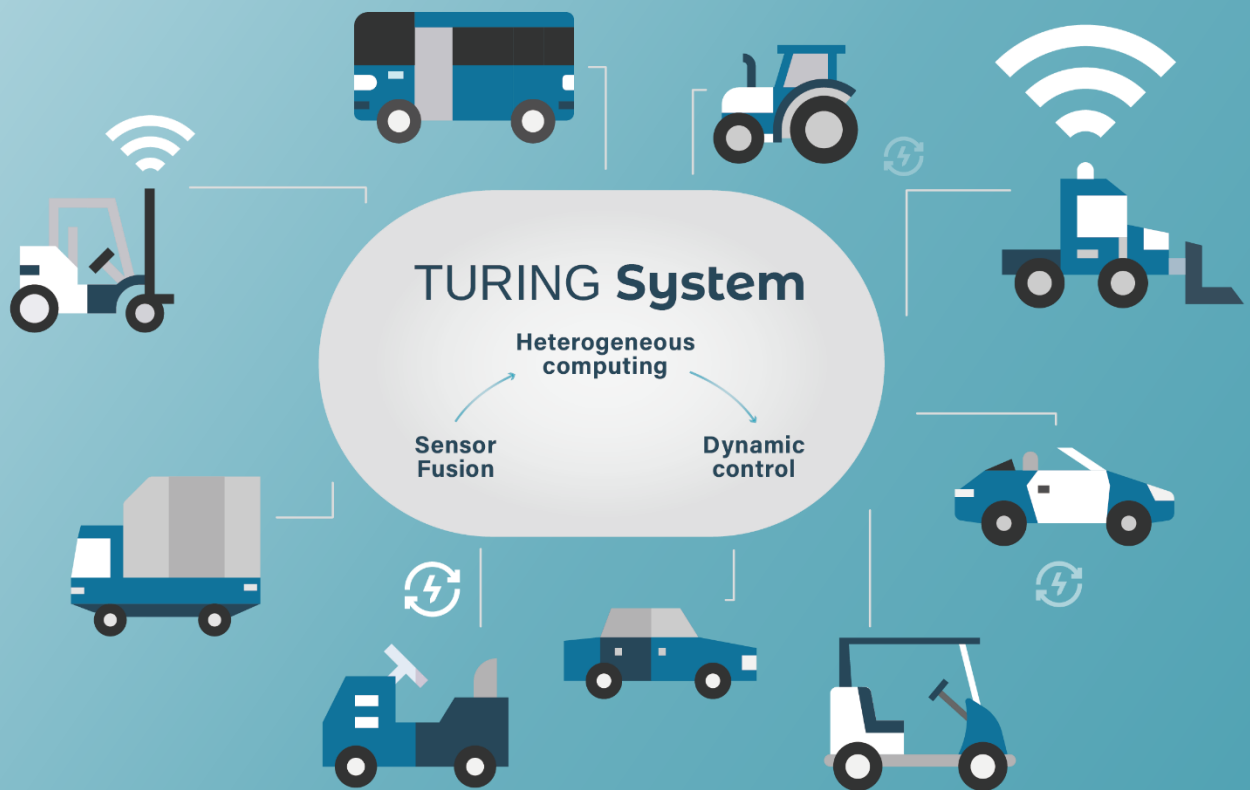 TURING System
Heterogeneous
computing
Sensor
Fusion
Dynamic
control